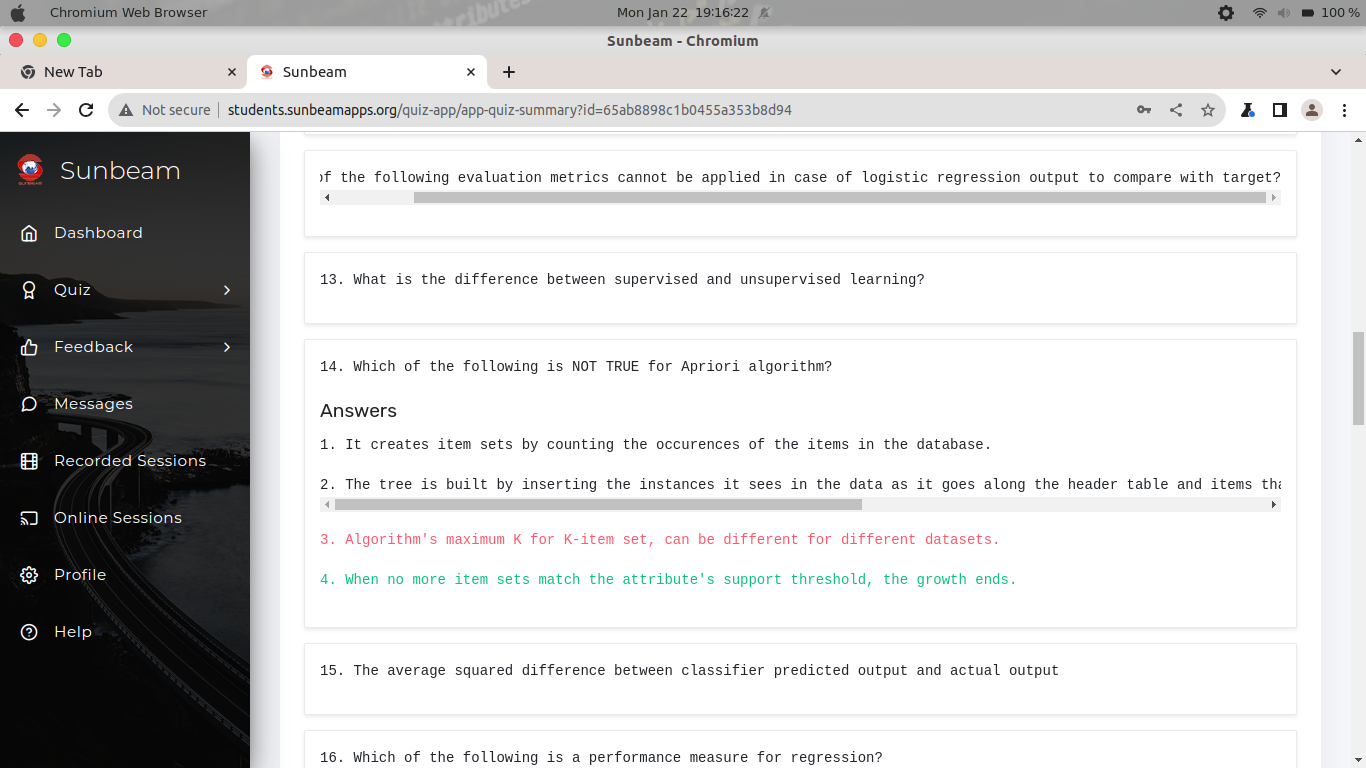 Chromium Web Browser
Mon Jan 22 19:16:22
100 %
Sunbeam - Chromium
New Tab
Sunbeam
Not secure
students.sunbeamapps.org/quiz-app/app-quiz-summary?id=65ab8898c1b0455a353b8d94
Sunbeam
Dashboard
Quiz
Feedback
Messages
Recorded Sessions
Online Sessions
Profile
Help
of the following evaluation metrics cannot be applied in case of logistic regression output to compare with target?
13. What is the difference between supervised and unsupervised learning?
14. Which of the following is NOT TRUE for Apriori algorithm?
Answers
1. It creates item sets by counting the occurences of the items in the database.
2. The tree is built by inserting the instances it sees in the data as it goes along the header table and items
3. Algorithm's maximum K for K-item set, can be different for different datasets.
4. When no more item sets match the attribute's support threshold, the growth ends.
15. The average squared difference between classifier predicted output and actual output
16. Which of the following is a performance measure for regression?